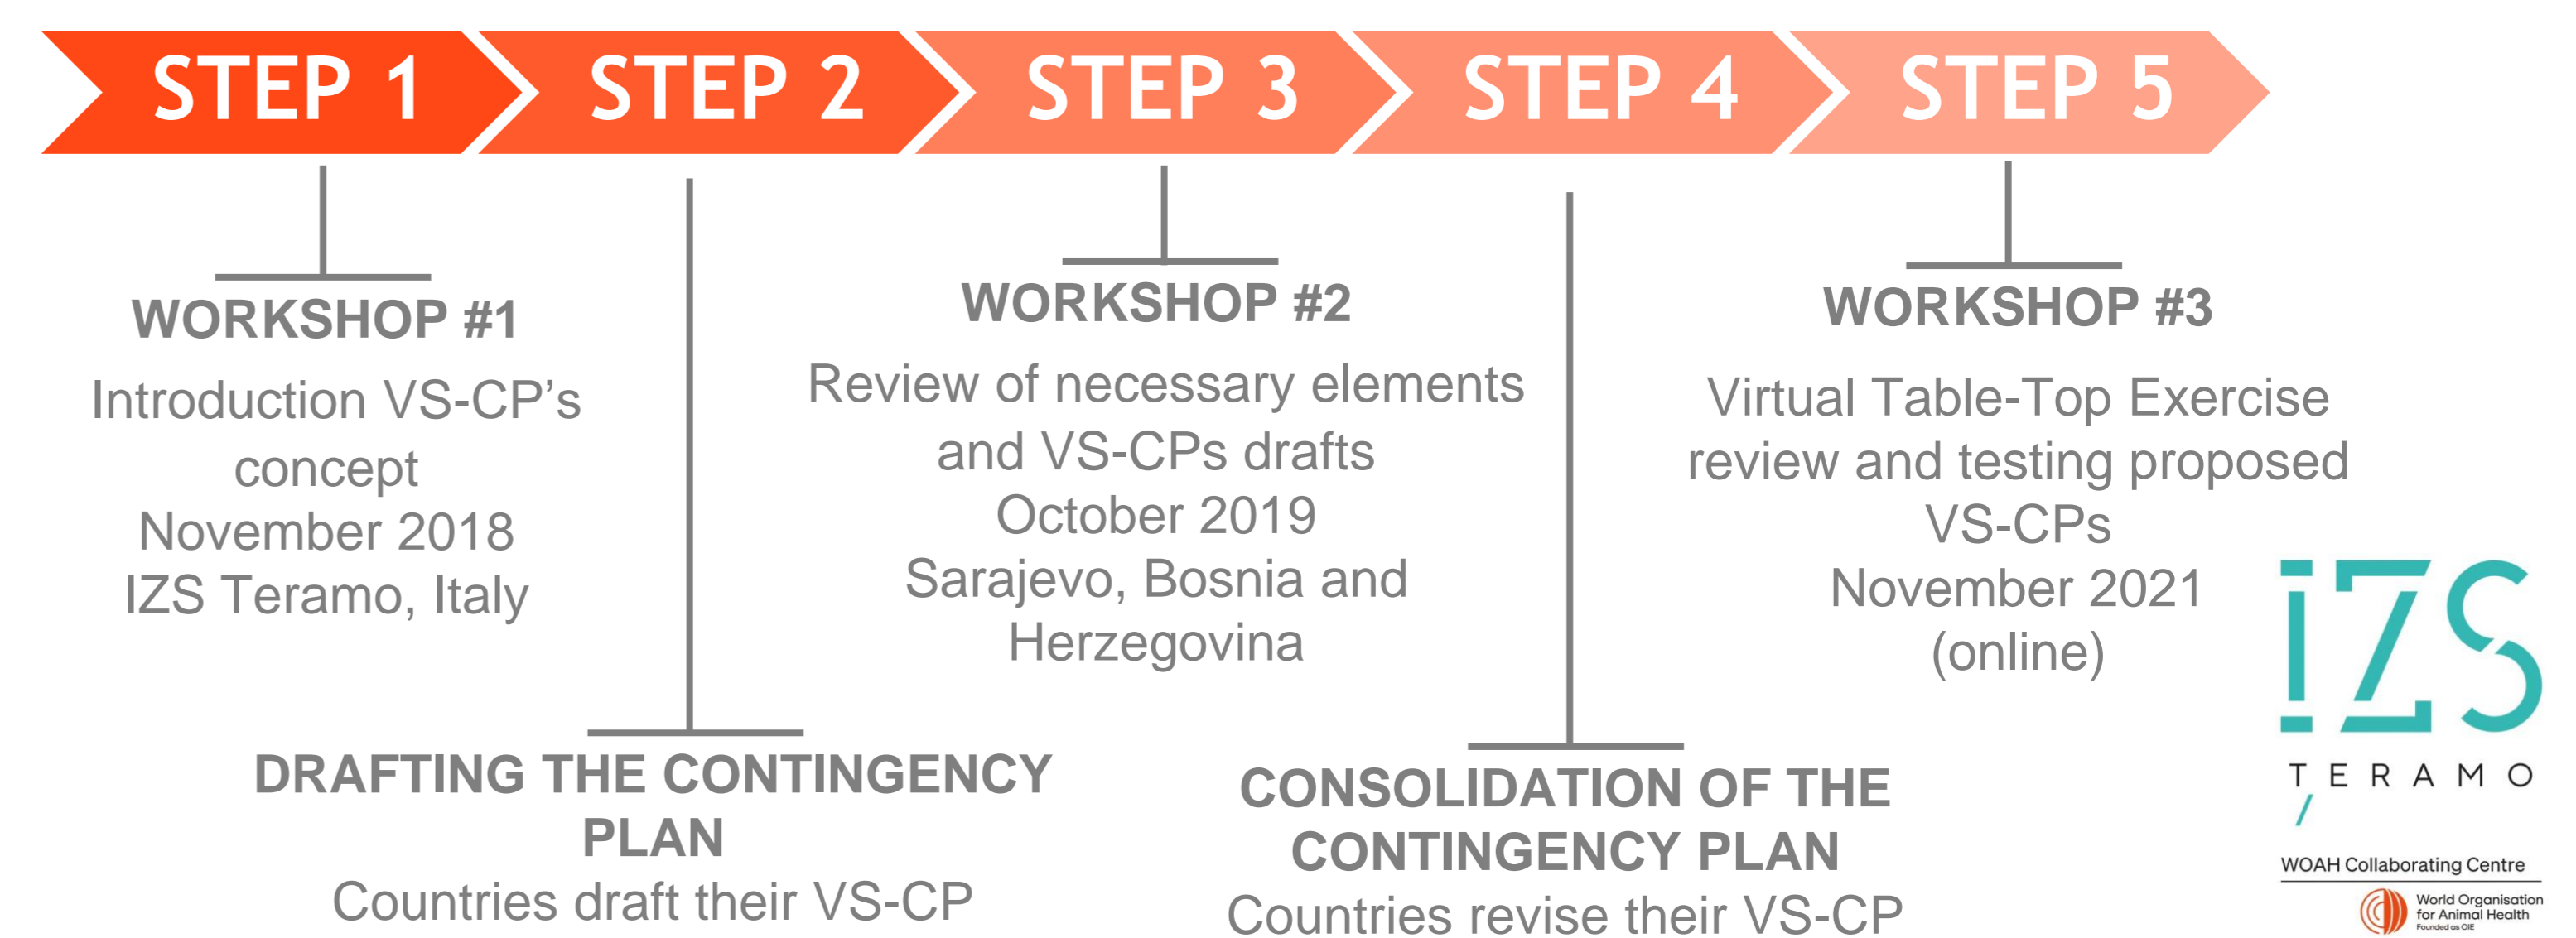 STEP 1
STEP 2
STEP 3
STEP 4
STEP 5
WORKSHOP #1
Introduction VS-CP’s
concept
November 2018
IZS Teramo, Italy
DRAFTING THE CONTINGENCY
PLAN
Countries draft their VS-CP
WORKSHOP #2
Review of necessary elements
and VS-CPs drafts
October 2019
Sarajevo, Bosnia and
Herzegovina
CONSOLIDATION OF THE
CONTINGENCY PLAN
Countries revise their VS-CP
WORKSHOP #3
Virtual Table-Top Exercise
review and testing proposed
VS-CPs
November 2021
(online)
IZS
TERAMO
WOAH Collaborating Centre
World Organisation
for Animal Health
Founded as OIE